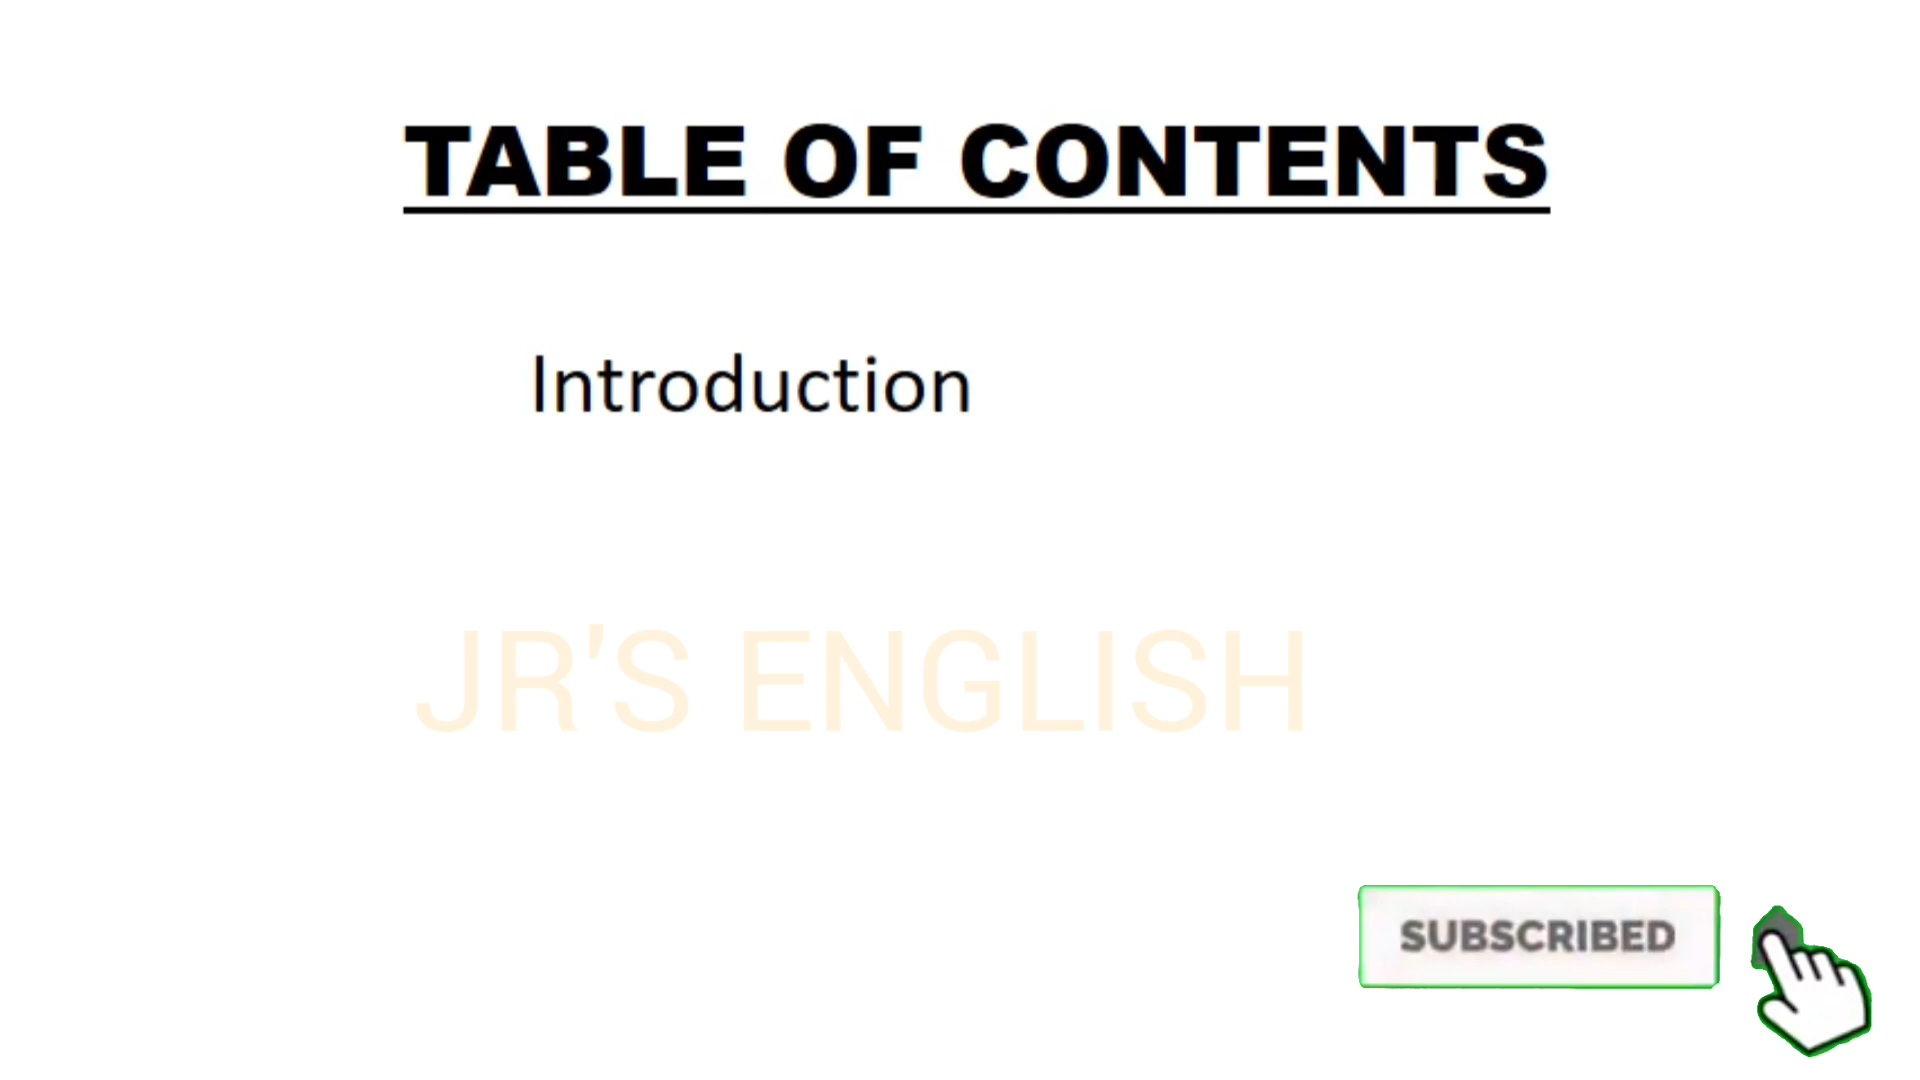 TABLE OF CONTENTS
Introduction
JR'S ENGLISH
SUBSCRIBED